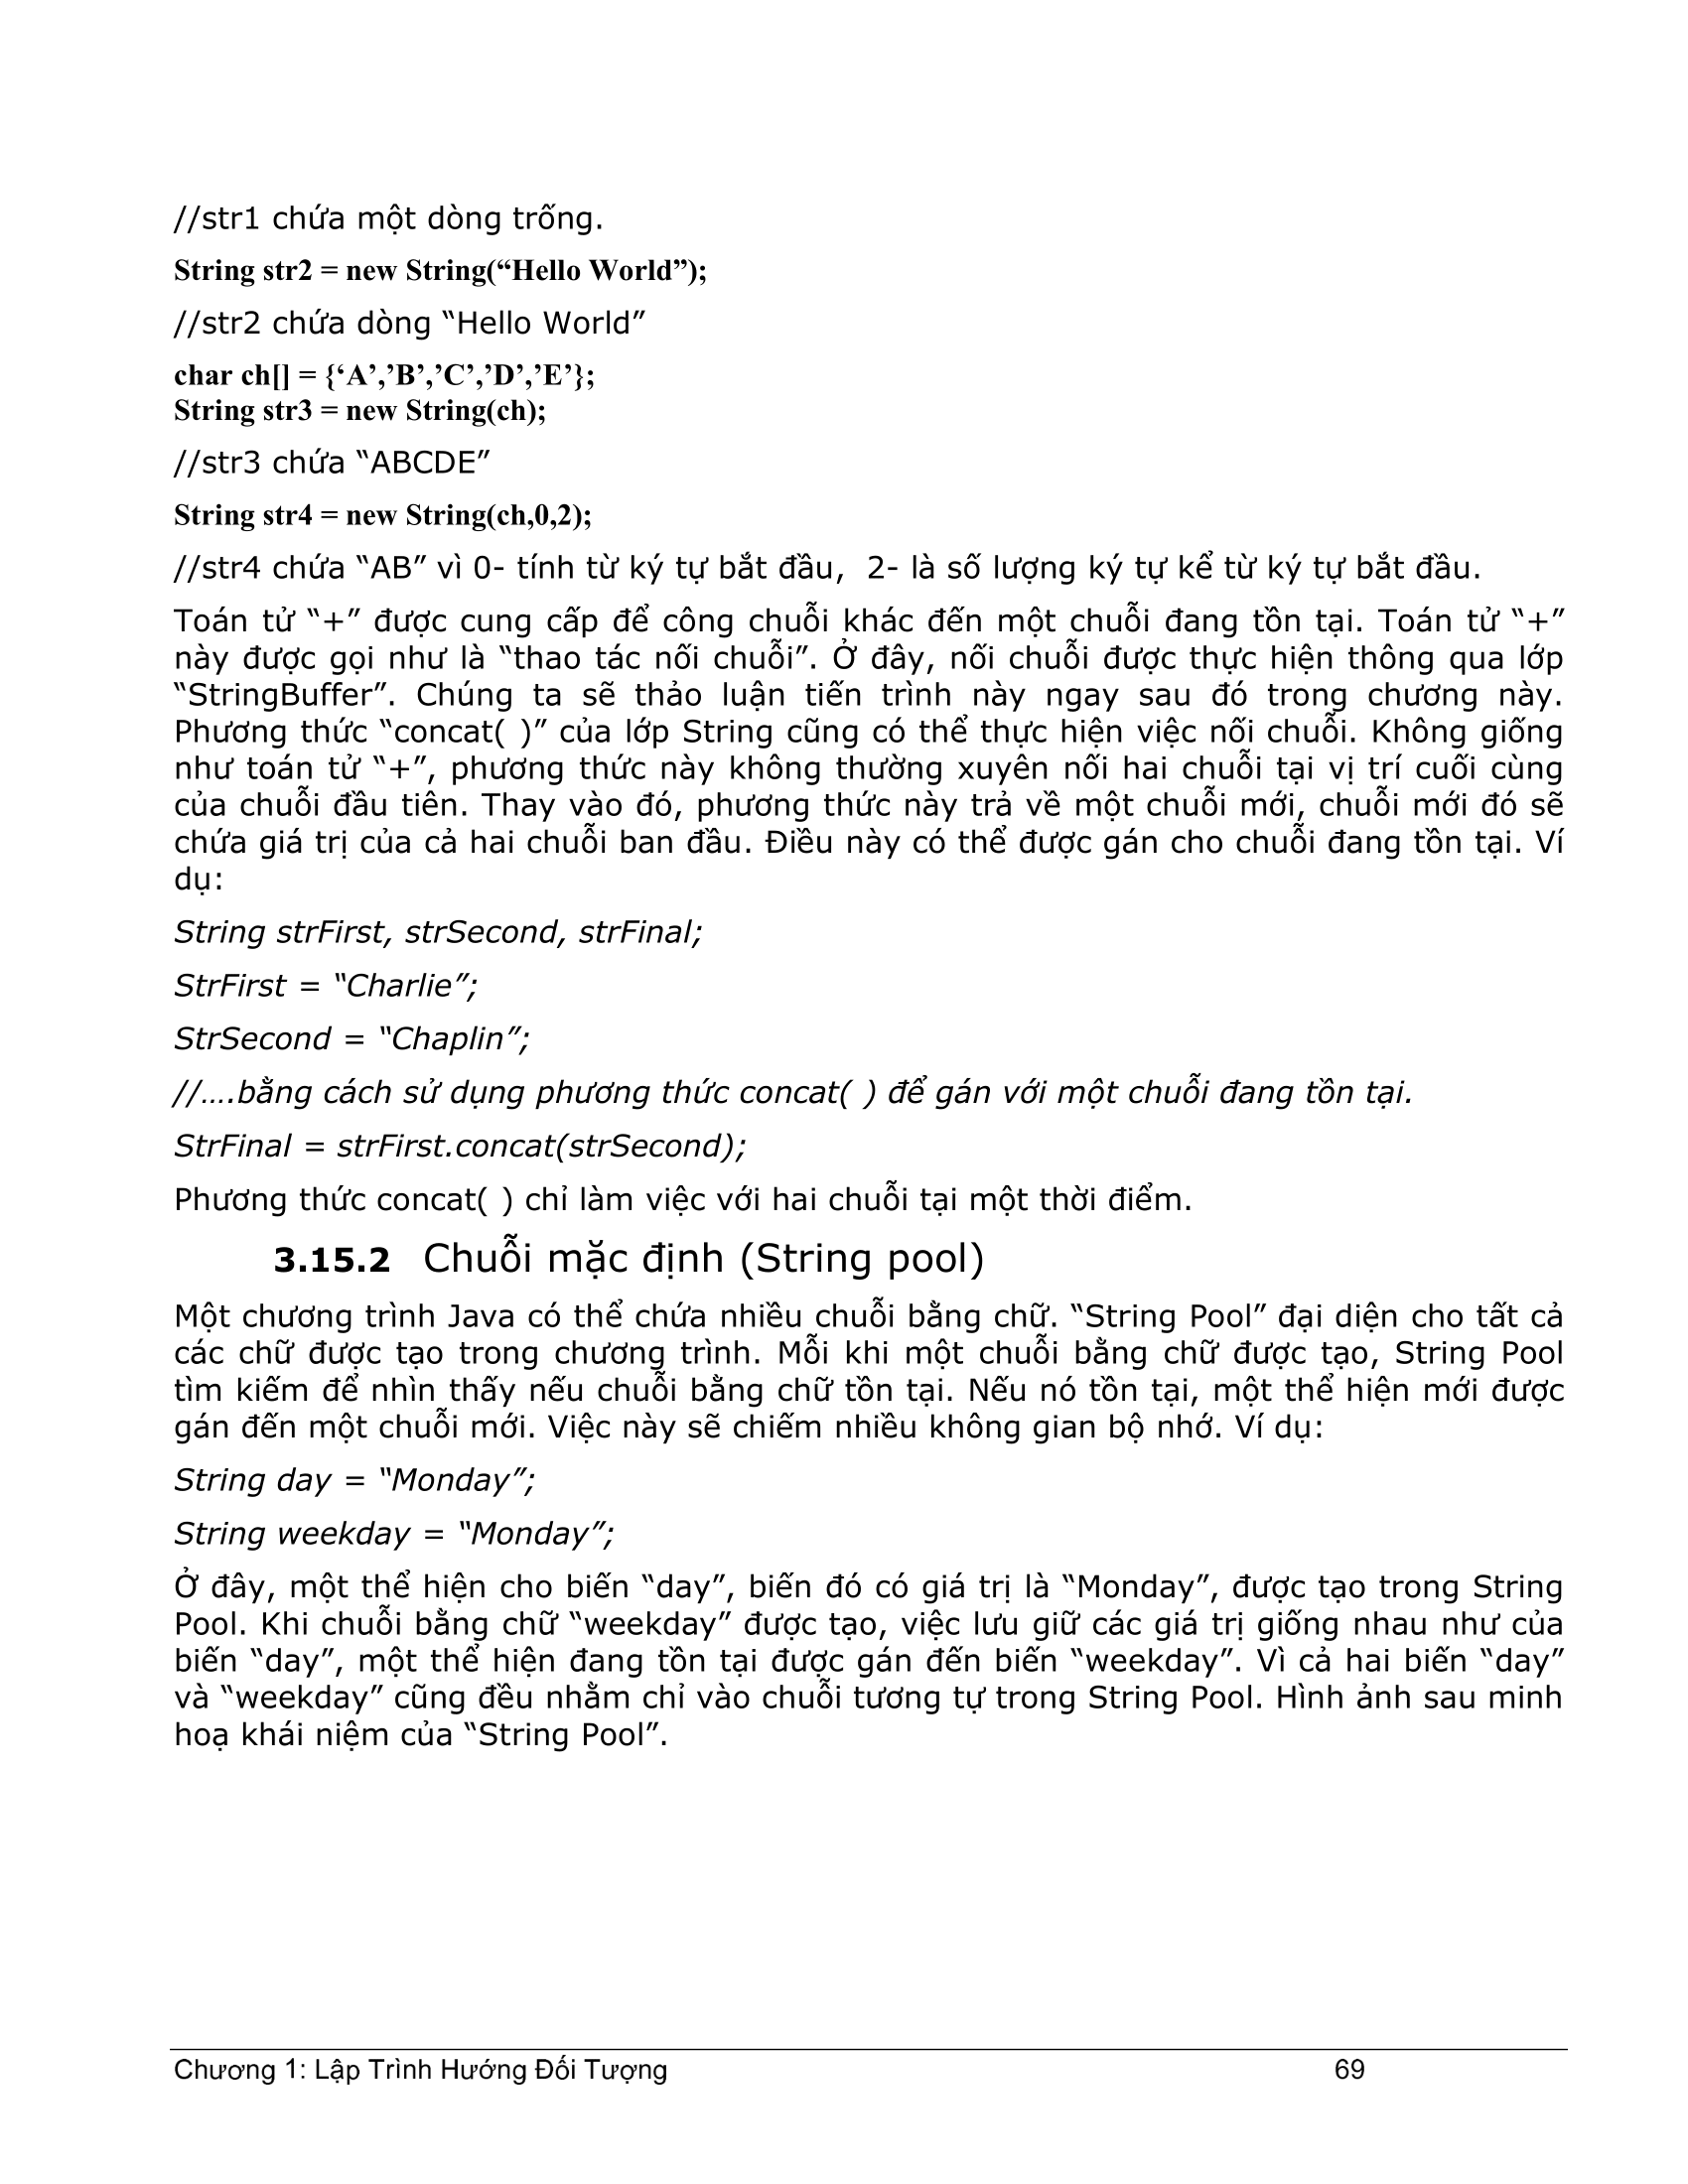 //str1 chứa một dòng trống.
String str2 = new String(“Hello World”);
//str2 chứa dòng “Hello World”
char ch[] = {‘A’,’B’,’C’,’D’,’E’};
String str3 = new String(ch);
//str3 chứa “ABCDE”
String str4 = new String(ch,0,2);
//str4 chứa “AB” vì 0- tính từ ký tự bắt đầu,  2- là số lượng ký tự kể từ ký tự bắt đầu.
Toán tử “+” được cung cấp để công chuỗi khác đến một chuỗi đang tồn tại. Toán tử “+”
này được gọi như là “thao tác nối chuỗi”. Ở đây, nối chuỗi được thực hiện thông qua lớp
“StringBuffer”. Chúng ta sẽ thảo luận tiến trình này ngay sau đó trong chương này.
Phương thức “concat( )” của lớp String cũng có thể thực hiện việc nối chuỗi. Không giống
như toán tử “+”, phương thức này không thường xuyên nối hai chuỗi tại vị trí cuối cùng
của chuỗi đầu tiên. Thay vào đó, phương thức này trả về một chuỗi mới, chuỗi mới đó sẽ
chứa giá trị của cả hai chuỗi ban đầu. Điều này có thể được gán cho chuỗi đang tồn tại. Ví
dụ:
String strFirst, strSecond, strFinal;
StrFirst = “Charlie”;
StrSecond = “Chaplin”;
//….bằng cách sử dụng phương thức concat( ) để gán với một chuỗi đang tồn tại.
StrFinal = strFirst.concat(strSecond);
Phương thức concat( ) chỉ làm việc với hai chuỗi tại một thời điểm.
3.15.2 Chuỗi mặc định (String pool)
Một chương trình Java có thể chứa nhiều chuỗi bằng chữ. “String Pool” đại diện cho tất cả
các chữ được tạo trong chương trình. Mỗi khi một chuỗi bằng chữ được tạo, String Pool
tìm kiếm để nhìn thấy nếu chuỗi bằng chữ tồn tại. Nếu nó tồn tại, một thể hiện mới được
gán đến một chuỗi mới. Việc này sẽ chiếm nhiều không gian bộ nhớ. Ví dụ:
String day = “Monday”;
String weekday = “Monday”;
Ở đây, một thể hiện cho biến “day”, biến đó có giá trị là “Monday”, được tạo trong String
Pool. Khi chuỗi bằng chữ “weekday” được tạo, việc lưu giữ các giá trị giống nhau như của
biến “day”, một thể hiện đang tồn tại được gán đến biến “weekday”. Vì cả hai biến “day”
và “weekday” cũng đều nhằm chỉ vào chuỗi tương tự trong String Pool. Hình ảnh sau minh
hoạ khái niệm của “String Pool”.
Chương 1: Lập Trình Hướng Đối Tượng 69